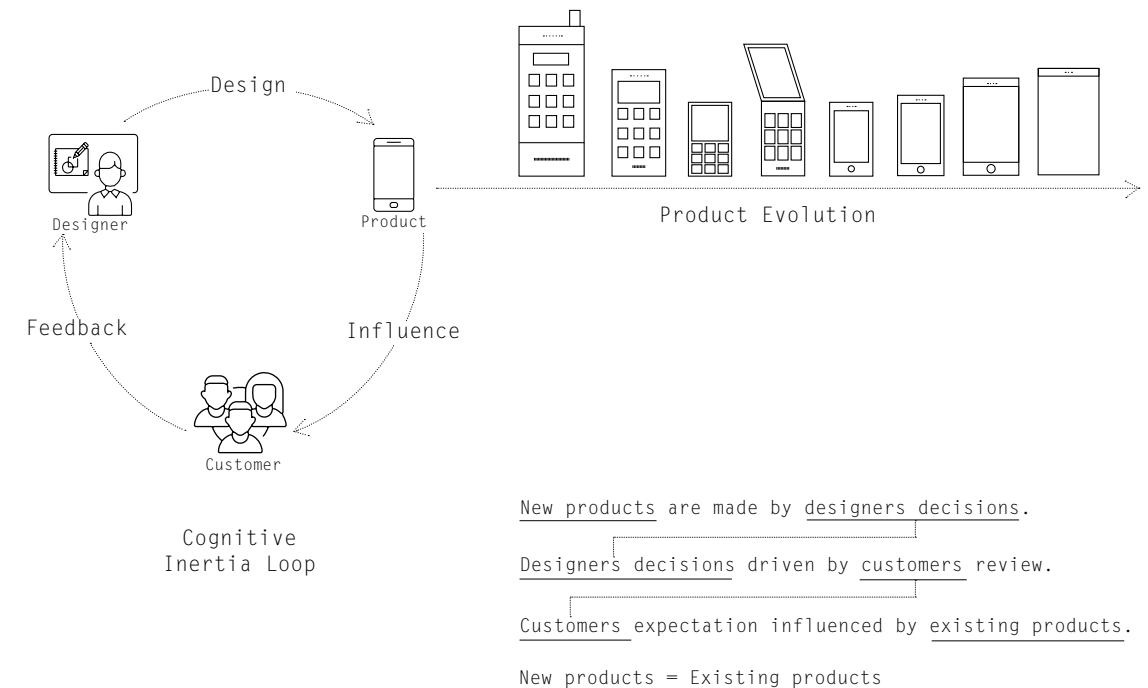 Design
Designer
Product
Product Evolution
Feedback
Influence
Customer
Cognitive
Inertia Loop
New products are made by designers decisions.
Designers decisions driven by customers review.
Customers expectation influenced by existing products.
New products = Existing products